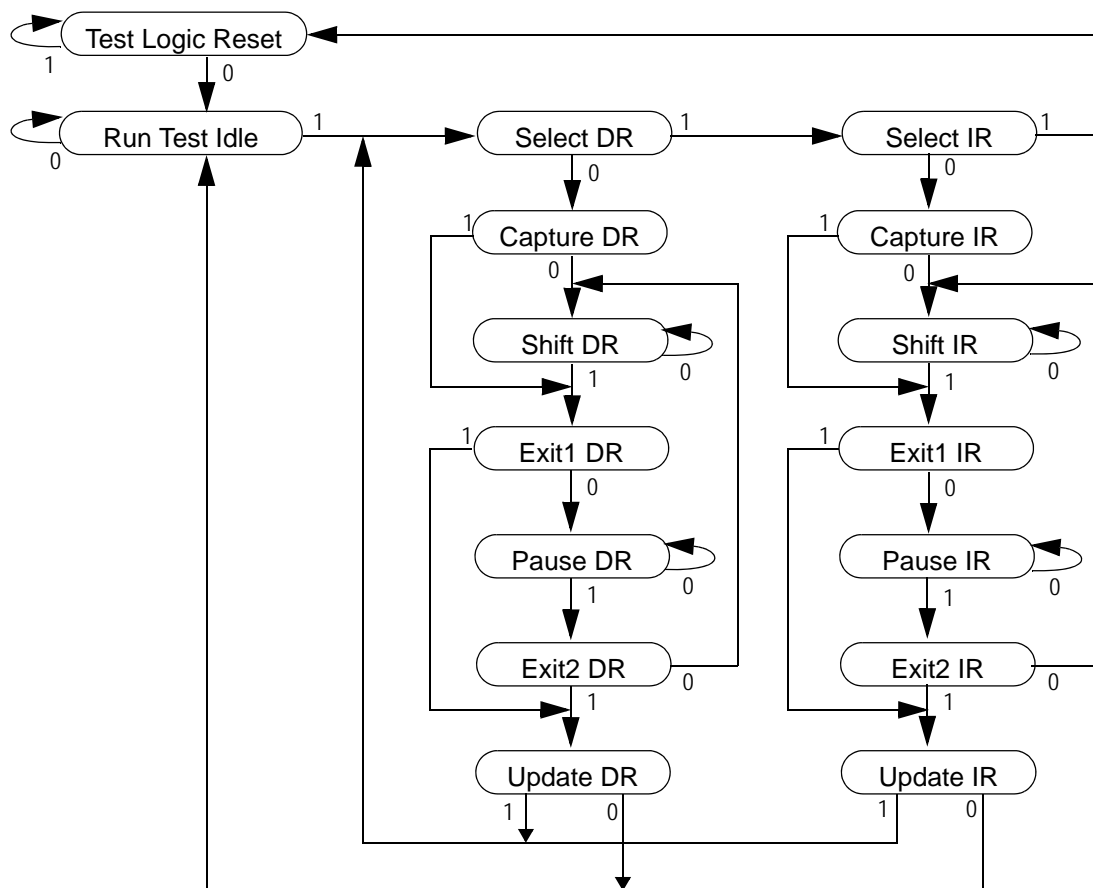 Test Logic Reset
1
0
Run Test Idle
1
0
Select DR
1
0
Select IR
1
0
Capture DR
1
0
Capture IR
1
0
Shift DR
0
1
Shift IR
0
1
Exit1 DR
1
0
Exit1 IR
1
0
Pause DR
0
1
Pause IR
0
1
Exit2 DR
0
1
Exit2 IR
0
1
Update DR
1
0
Update IR
1
0